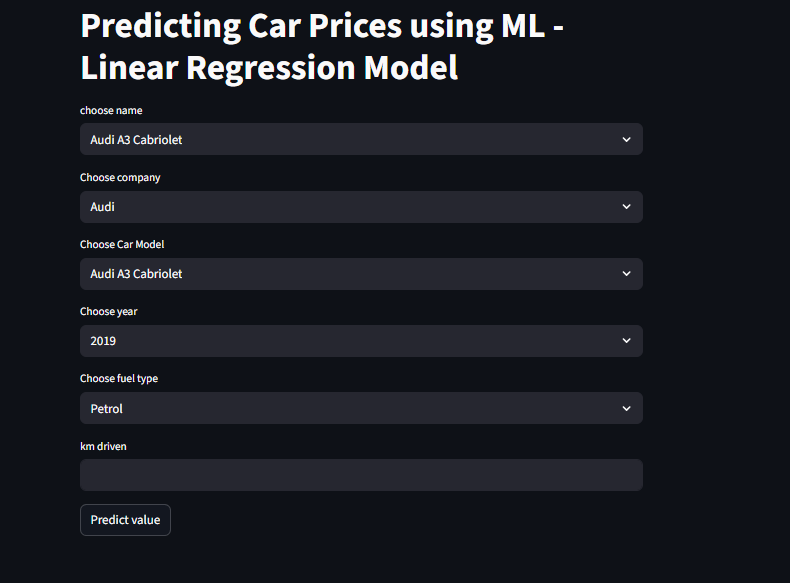 Predicting Car Prices using ML -
Linear Regression Model
choose name
Audi A3 Cabriolet
Choose company
Audi
Choose Car Model
Audi A3 Cabriolet
Choose year
2019
Choose fuel type
Petrol
km driven
Predict value